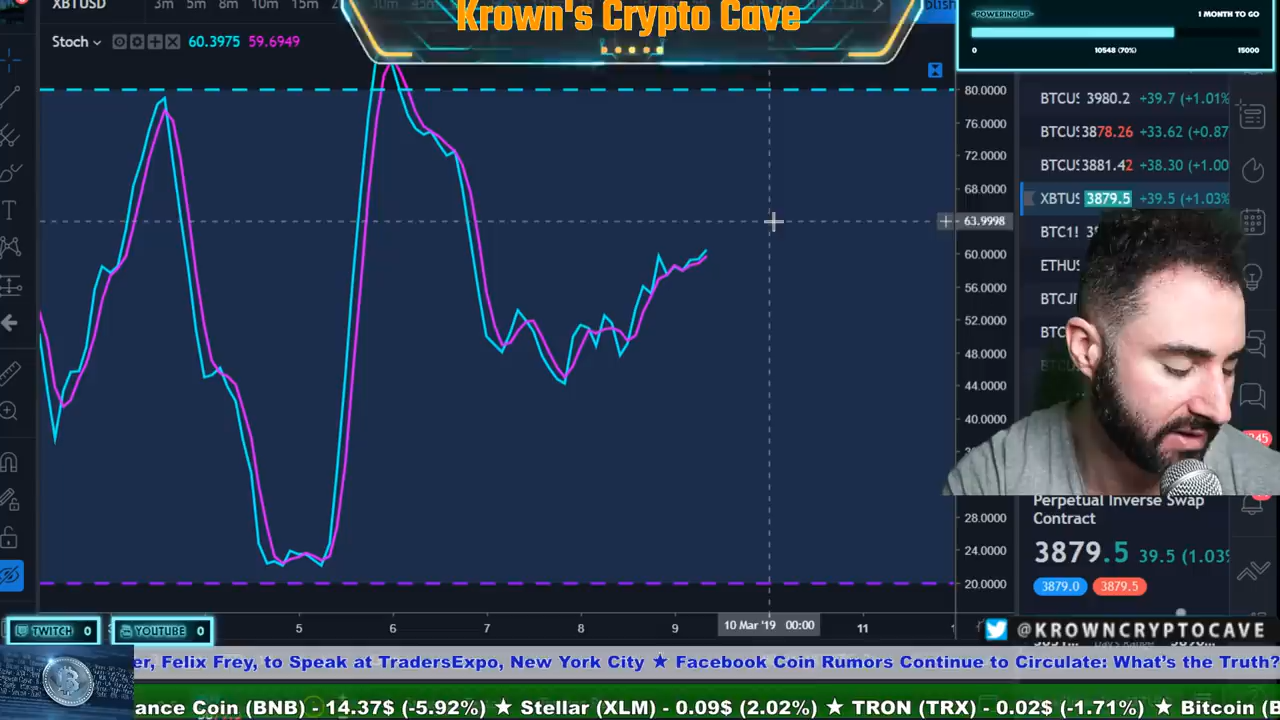 XBTUSD
3m 5m 8m 10m 15m
Krown's Crypto Cave
-POWERING UP-
1 MONTH TO GO
0 10548 (70%) 15000
Stoch 60.3975 59.6949
80.0000
76.0000
72.0000
68.0000
63.9998
60.0000
56.0000
52.0000
48.0000
44.0000
40.0000
28.0000
24.0000
20.0000
BTCUS 3980.2 +39.7 (+1.01%
BTCUS 3878.26 +33.62 (+0.87
BTCUS 3881.42 +38.30 (+1.00
XBTUS 3879.5 +39.5 (+1.03%
BTC1!
ETHUS
BTCJ
BTC
Perpetual Inverse Swap
Contract
3879.5 39.5 (1.03%
3879.0 3879.5
5 6 7 8 9 10 Mar '19 00:00 11
TWITCH 0
YOUTUBE 0
@KROWNCRYPTOCAVE
er, Felix Frey, to Speak at TradersExpo, New York City ★ Facebook Coin Rumors Continue to Circulate: What's the Truth?
ance Coin (BNB) - 14.37$ (-5.92%) ★ Stellar (XLM) - 0.09$ (2.02%) ★ TRON (TRX) - 0.02$ (-1.71%) ★ Bitcoin (B